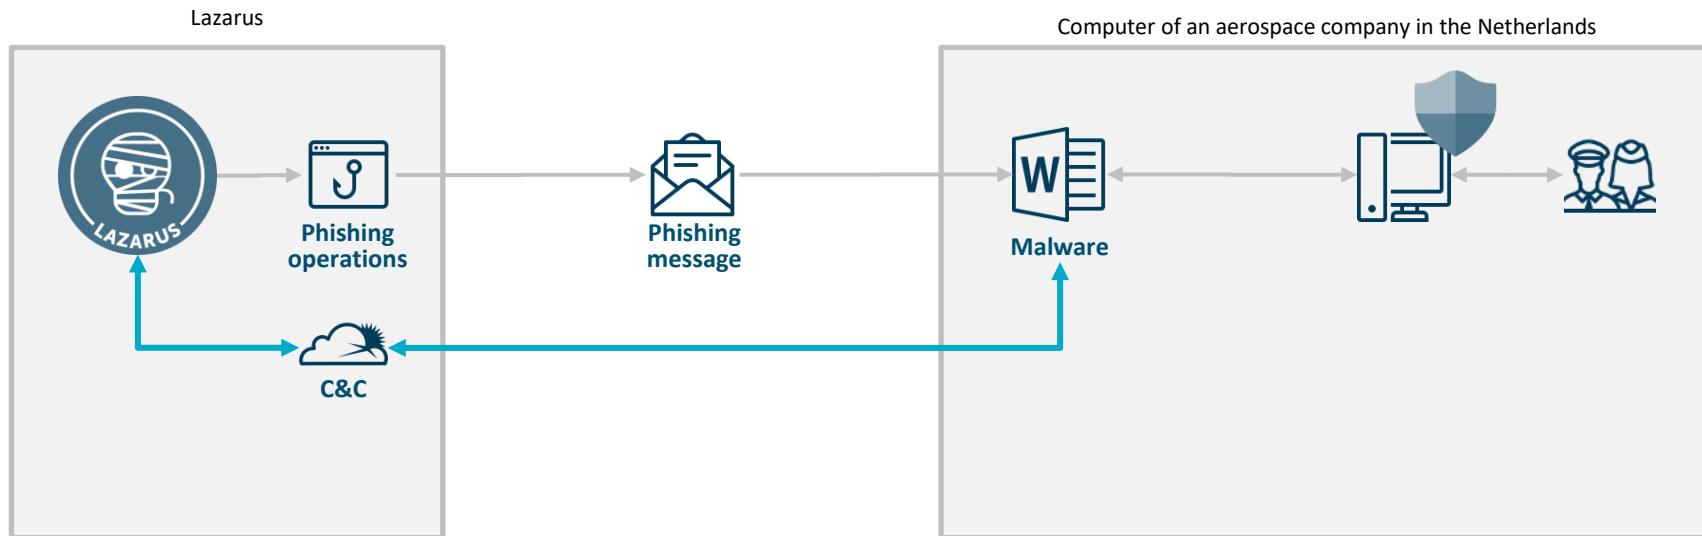 Lazarus
Computer of an aerospace company in the Netherlands
LAZARUS
W
Phishing
operations
Phishing
message
Malware
C&C